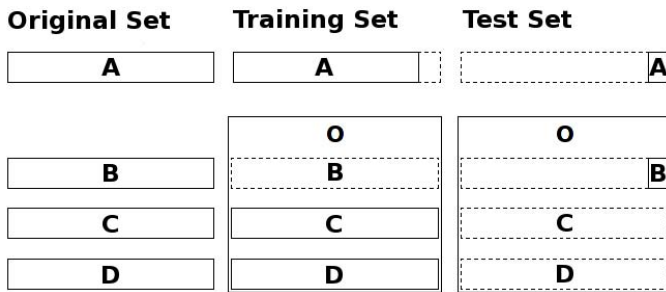 Original Set Training Set Test Set
A A A
O O
B B B
C C C
D D D